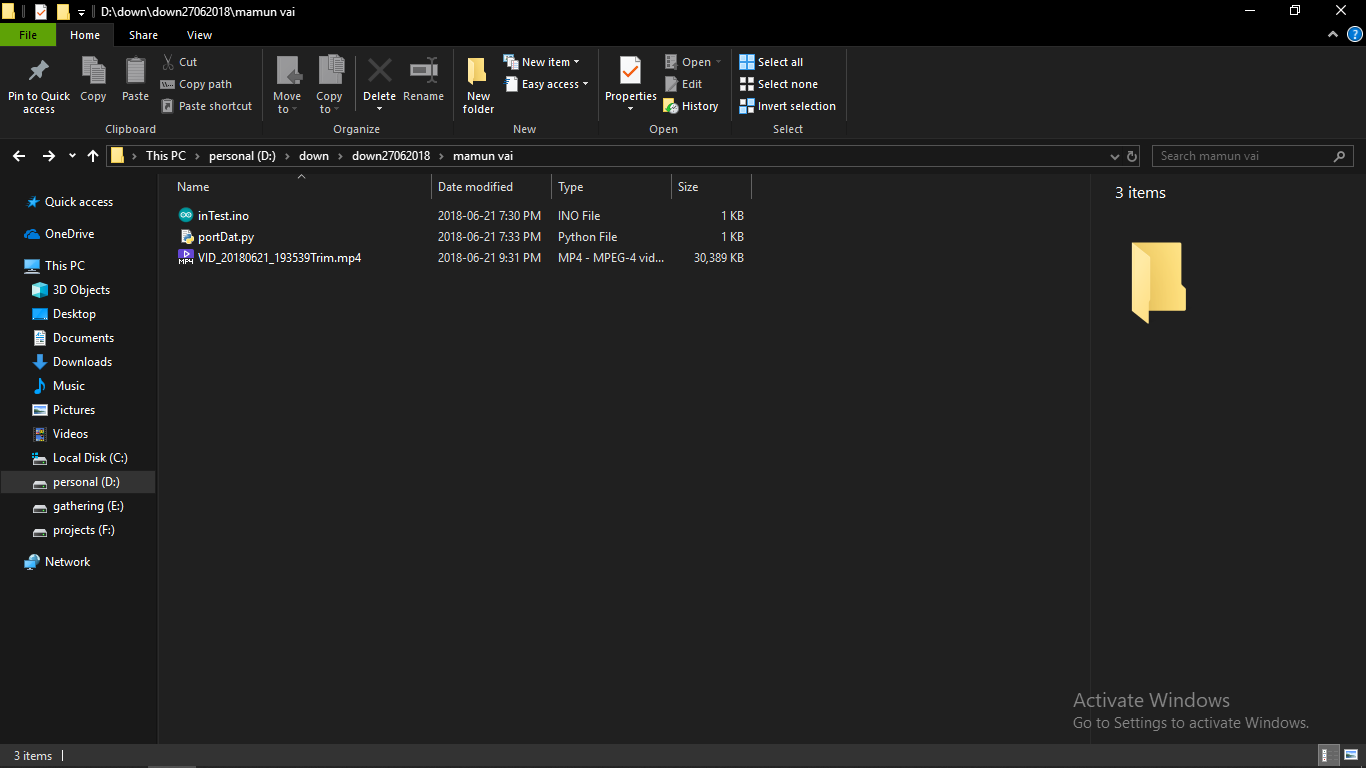 D:\down\down27062018\mamun vai
File Home Share View
Pin to Quick access
Copy
Paste
Cut
Copy path
Paste shortcut
Clipboard
Move to
Copy to
Delete
Rename
Organize
New folder
New item
Easy access
New
Properties
Open
Edit
History
Open
Select all
Select none
Invert selection
Select
This PC personal (D:) down down27062018 mamun vai
Search mamun vai
Quick access
OneDrive
This PC
3D Objects
Desktop
Documents
Downloads
Music
Pictures
Videos
Local Disk (C:)
personal (D:)
gathering (E:)
projects (F:)
Network
Name Date modified Type Size
inTest.ino 2018-06-21 7:30 PM INO File 1 KB
portDat.py 2018-06-21 7:33 PM Python File 1 KB
MP4 VID_20180621_193539Trim.mp4 2018-06-21 9:31 PM MP4 - MPEG-4 vid... 30,389 KB
3 items
Activate Windows
Go to Settings to activate Windows.
3 items